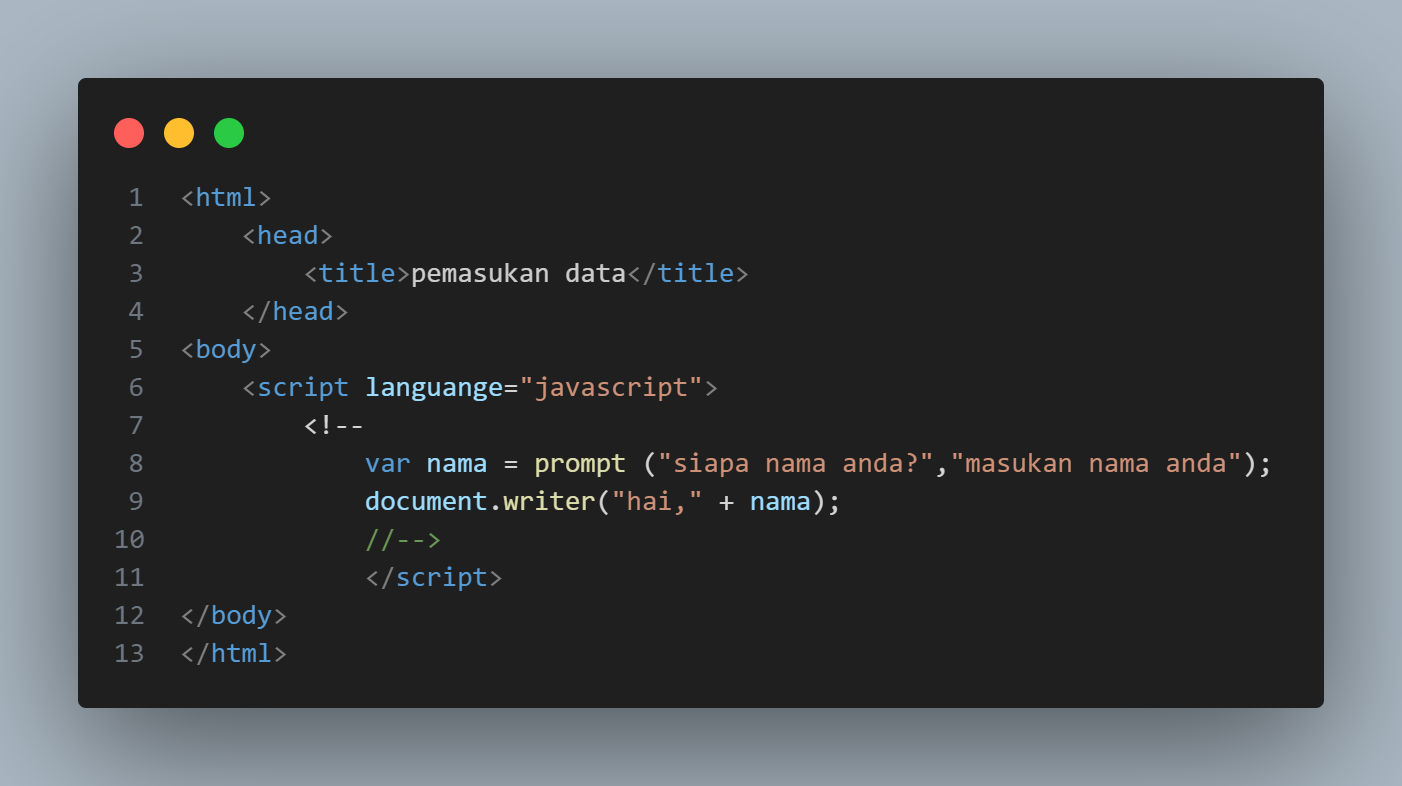 1 <html>
2 <head>
3 <title>pemasukan data</title>
4 </head>
5 <body>
6 <script languange="javascript">
7 <!--
8 var nama = prompt ("siapa nama anda?","masukan nama anda");
9 document.writer("hai," + nama);
10 //-->
11 </script>
12 </body>
13 </html>